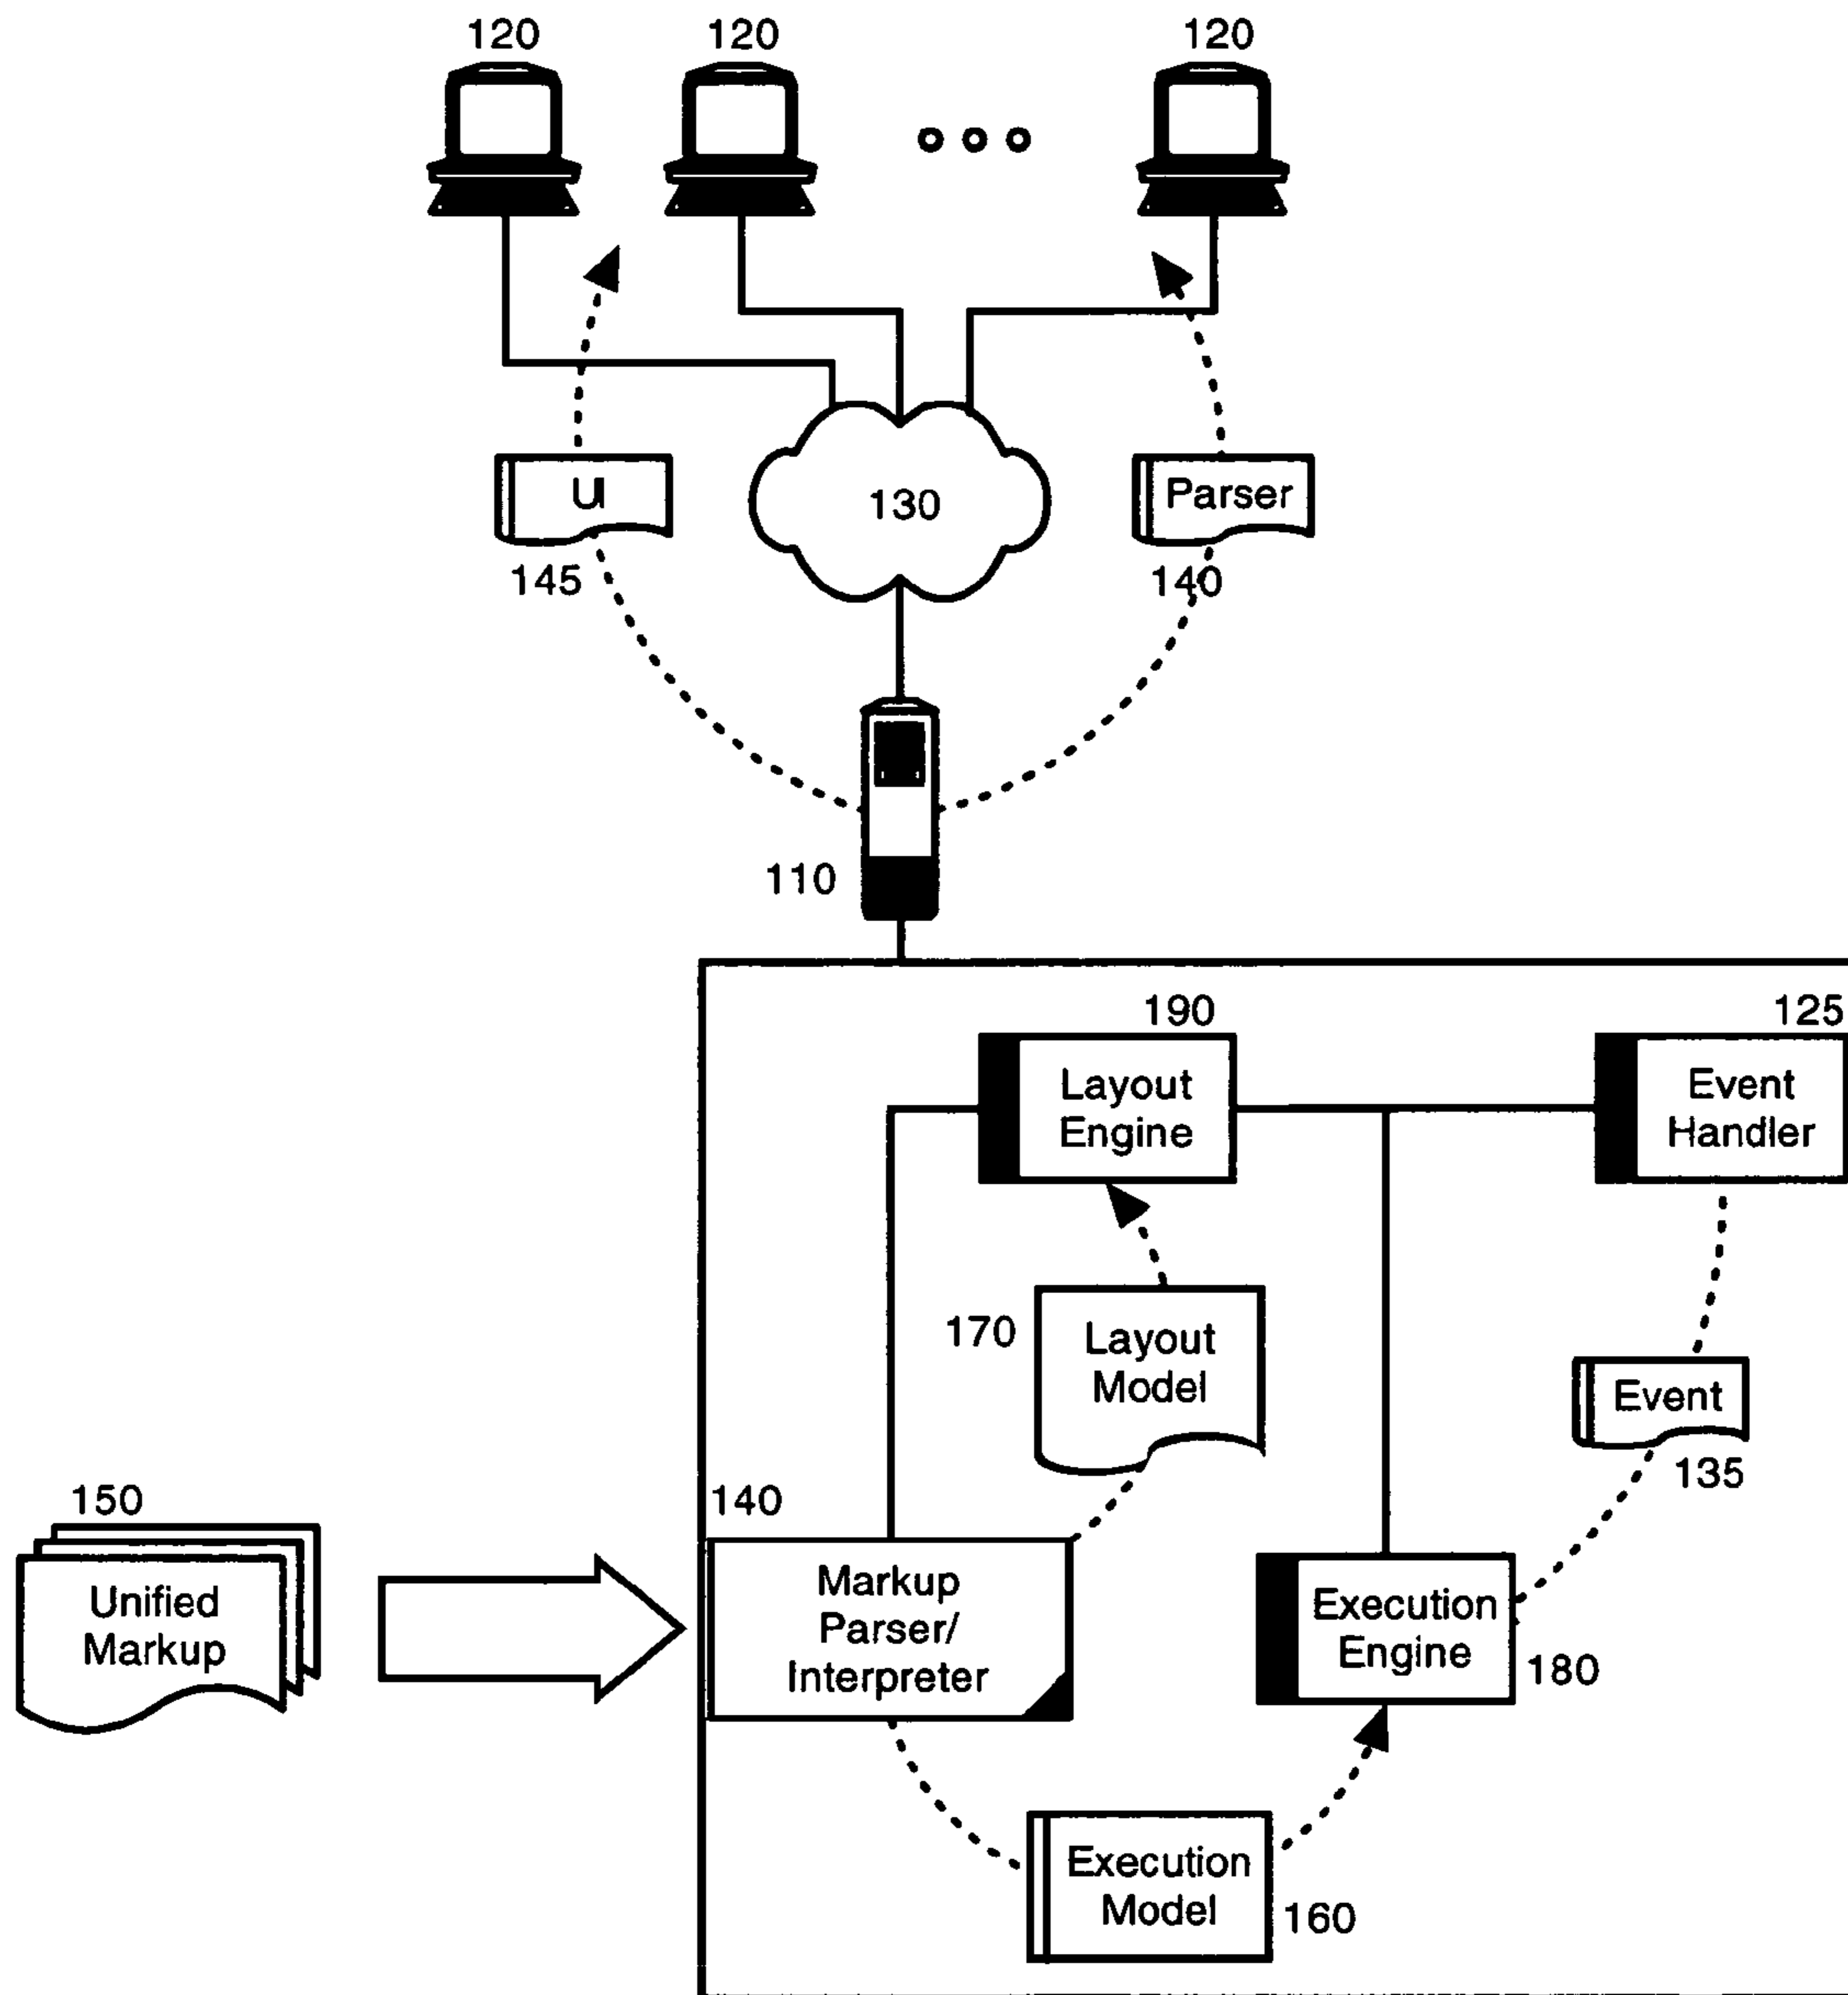 120
120
120
UI
130
Parser
145
140
110
190
125
Layout
Engine
Event
Handler
170
Layout
Model
Event
135
150
140
Unified
Markup
Markup
Parser/
Interpreter
Execution
Engine
180
Execution
Model
160